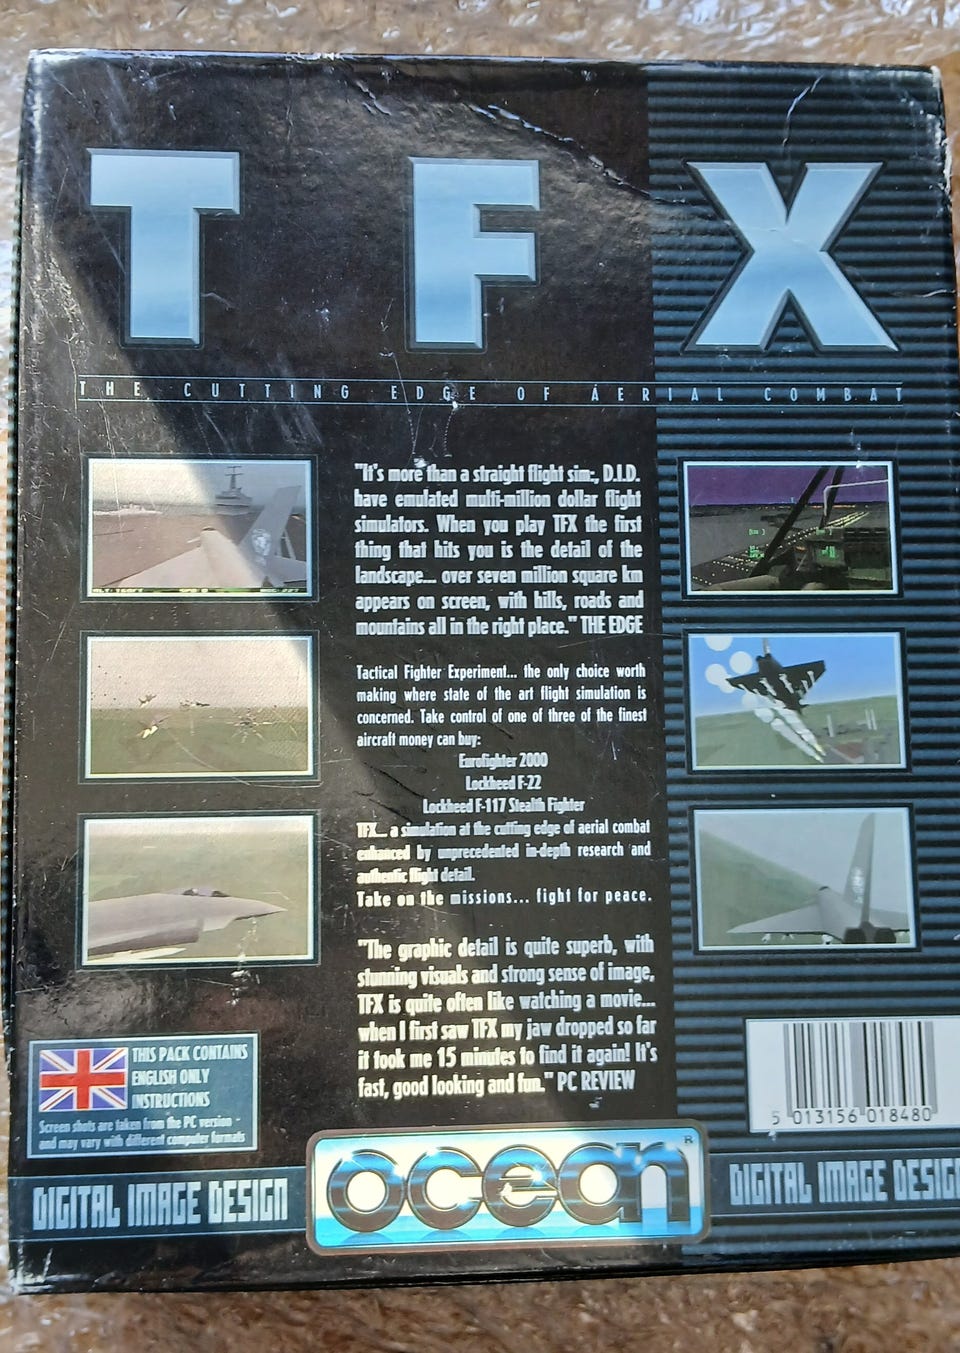 T F X
THE CUTTING EDGE OF AERIAL COMBAT
"It's more than a straight flight sim:, D.I.D.
have emulated multi-million dollar flight
simulators. When you play TFX the first
thing that hits you is the detail of the
landscape... over seven million square km
appears on screen, with hills, roads and
mountains all in the right place." THE EDGE
Tactical Fighter Experiment... the only choice worth
making where state of the art flight simulation is
concerned. Take control of one of three of the finest
aircraft money can buy:
Eurofighter 2000
Lockheed F-22
Lockheed F-117 Stealth Fighter
TFX... a simulation at the cutting edge of aerial combat
enhanced by unprecedented in-depth research and
authentic flight detail.
Take on the missions... fight for peace.
"The graphic detail is quite superb, with
stunning visuals and strong sense of image,
TFX is quite often like watching a movie...
when I first saw TFX my jaw dropped so far
it took me 15 minutes to find it again! It's
fast, good looking and fun." PC REVIEW
THIS PACK CONTAINS
ENGLISH ONLY
INSTRUCTIONS
Screen shots are taken from the PC version -
and may vary with different computer formats
5 013156 018480
DIGITAL IMAGE DESIGN
ocean®
DIGITAL IMAGE DESIGN